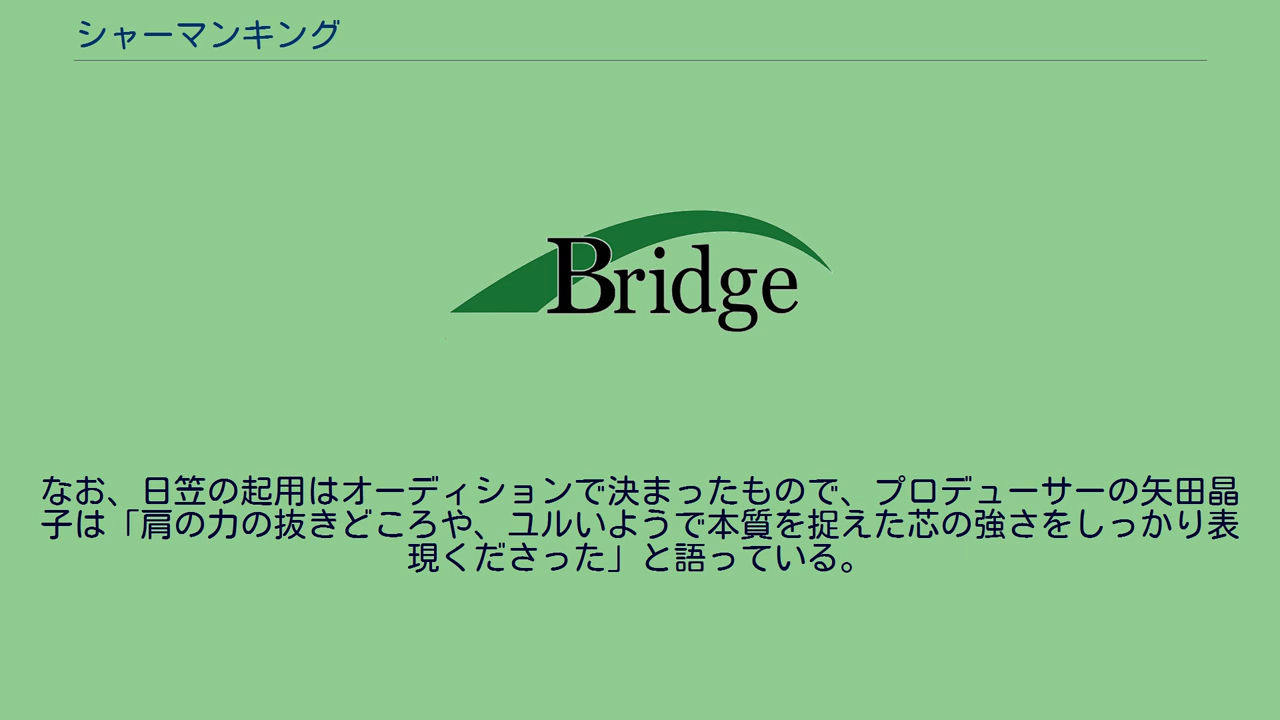 シャーマンキング
Bridge
なお、日笠の起用はオーディションで決まったもので、プロデューサーの矢田晶
子は「肩の力の抜きどころや、ユルいようで本質を捉えた芯の強さをしっかり表
現くださった」と語っている。